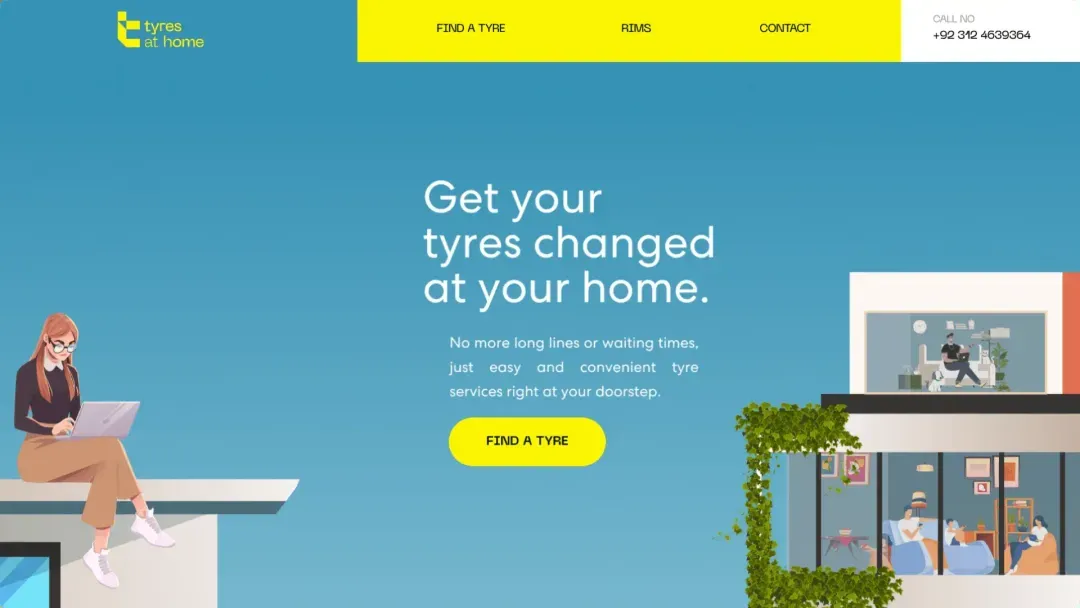 tyres
at home
FIND A TYRE
RIMS
CONTACT
CALL NO
+92 312 4639364
Get your
tyres changed
at your home.
No more long lines or waiting times,
just easy and convenient tyre
services right at your doorstep.
FIND A TYRE